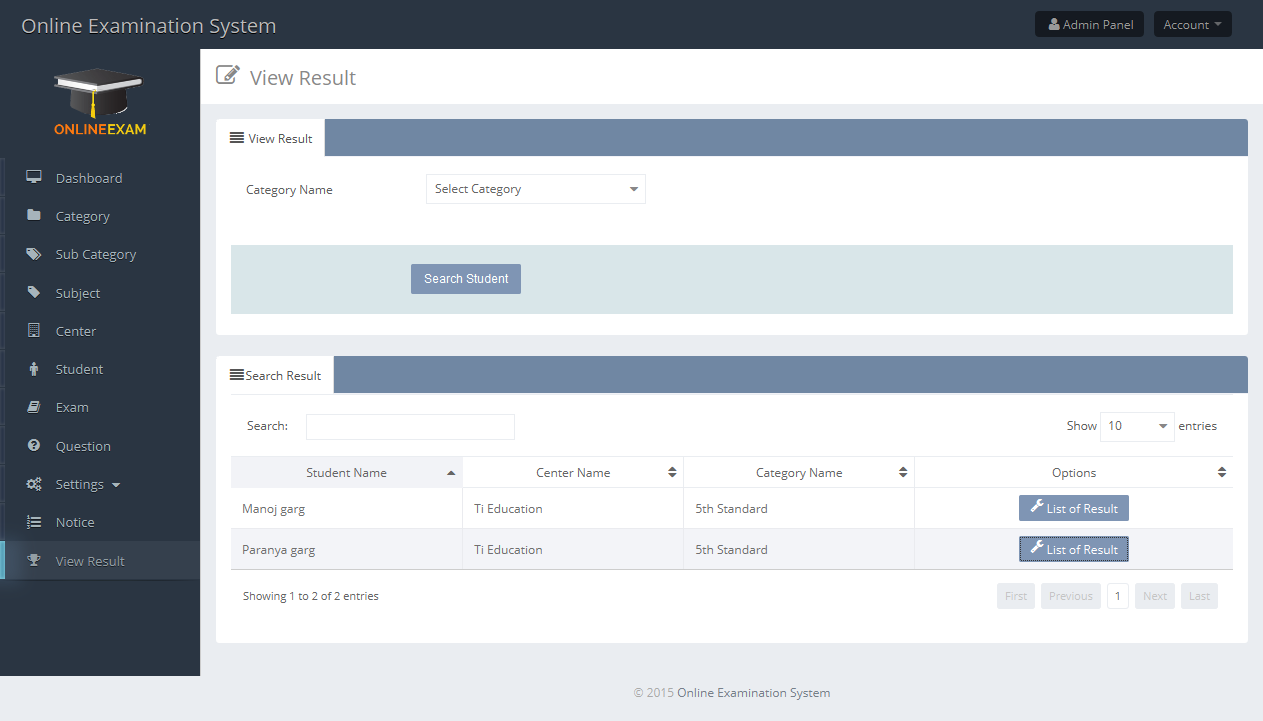 Online Examination System
Admin Panel
Account
ONLINEEXAM
Dashboard
Category
Sub Category
Subject
Center
Student
Exam
Question
Settings
Notice
View Result
View Result
View Result
Category Name
Select Category
Search Student
Search Result
Search:
Show 10 entries
Student Name Center Name Category Name Options
Manoj garg Ti Education 5th Standard List of Result
Paranya garg Ti Education 5th Standard List of Result
Showing 1 to 2 of 2 entries
First Previous 1 Next Last
© 2015 Online Examination System